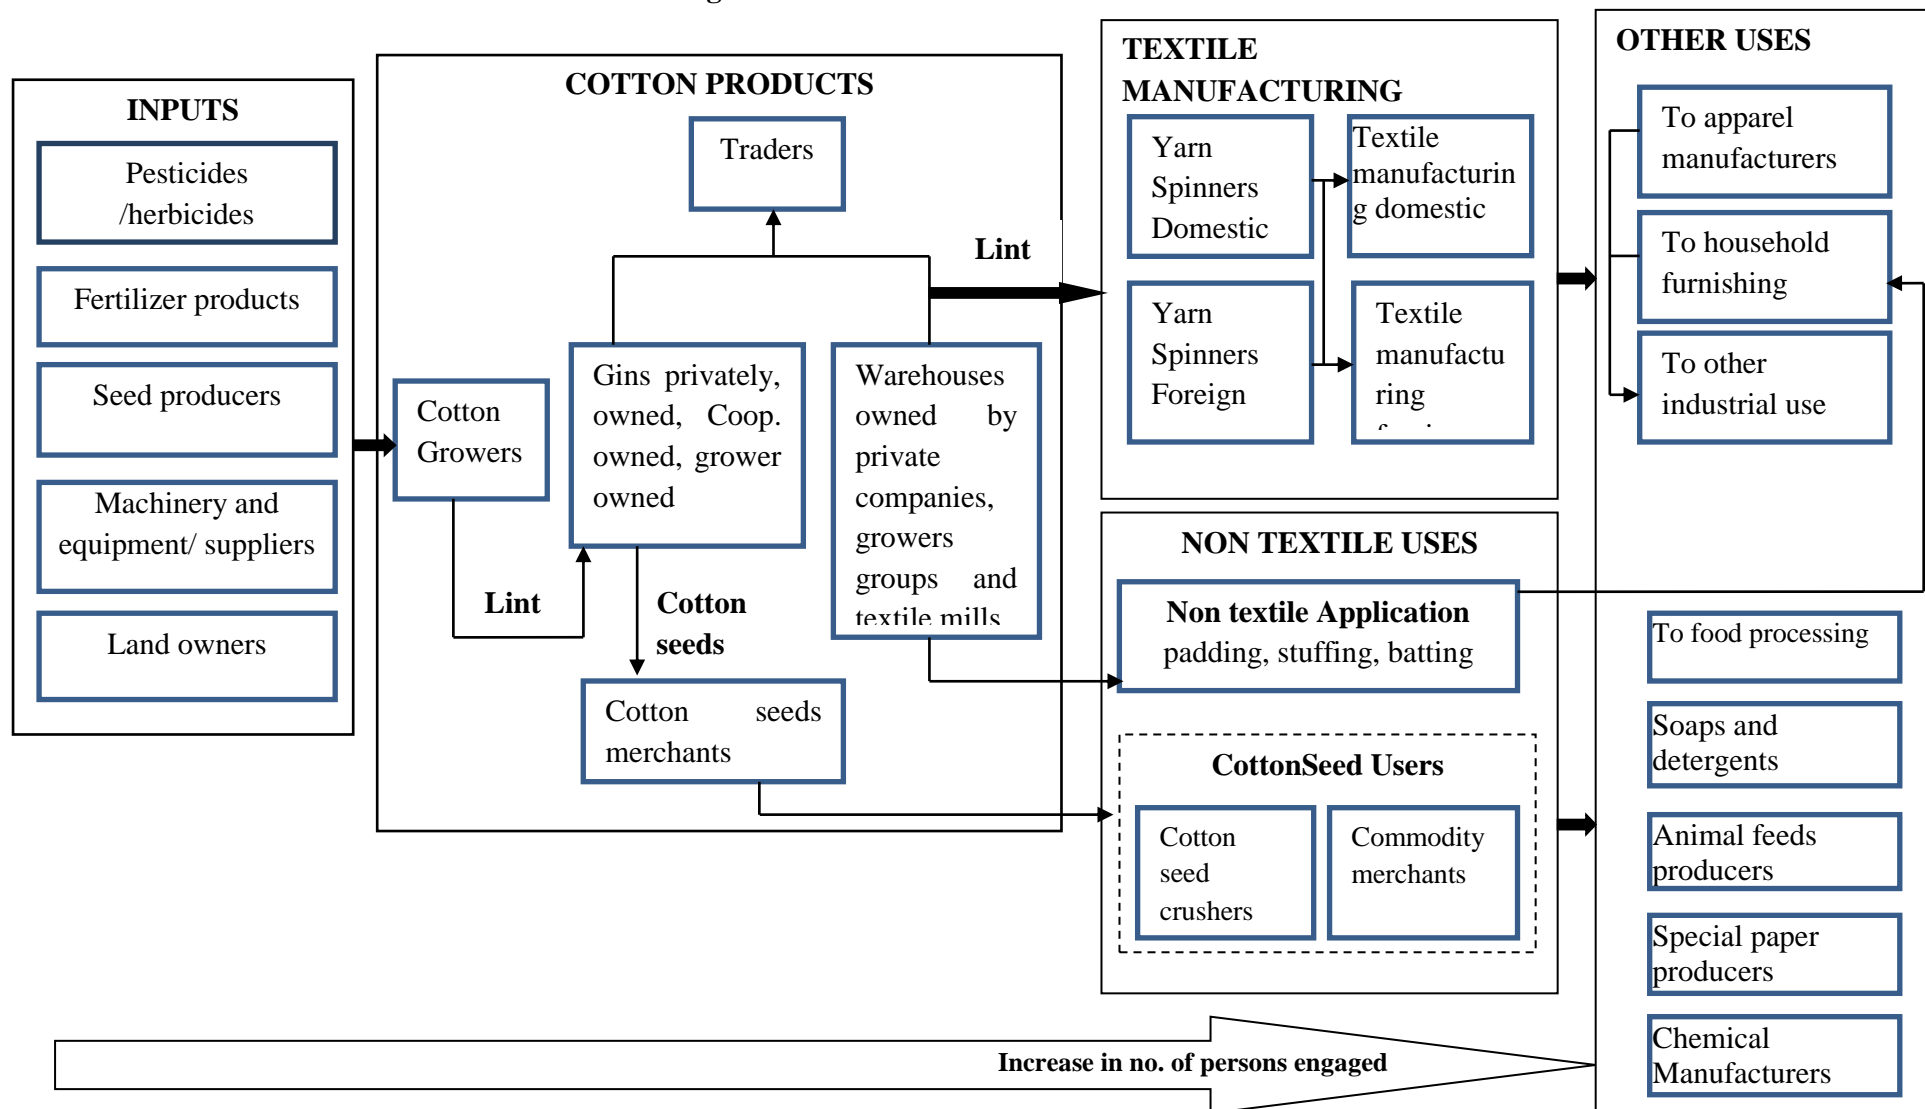 INPUTS
Pesticides
/herbicides
Fertilizer products
Seed producers
Machinery and
equipment/ suppliers
Land owners
COTTON PRODUCTS
Traders
Lint
Cotton
Growers
Gins privately,
owned, Coop.
owned, grower
owned
Warehouses
owned by
private
companies,
growers
groups and
textile mills
Lint
Cotton
seeds
Cotton seeds
merchants
TEXTILE
MANUFACTURING
Yarn
Spinners
Domestic
Textile
manufacturin
g domestic
Yarn
Spinners
Foreign
Textile
manufactu
ring
NON TEXTILE USES
Non textile Application
padding, stuffing, batting
CottonSeed Users
Cotton
seed
crushers
Commodity
merchants
OTHER USES
To apparel
manufacturers
To household
furnishing
To other
industrial use
To food processing
Soaps and
detergents
Animal feeds
producers
Special paper
producers
Chemical
Manufacturers
Increase in no. of persons engaged